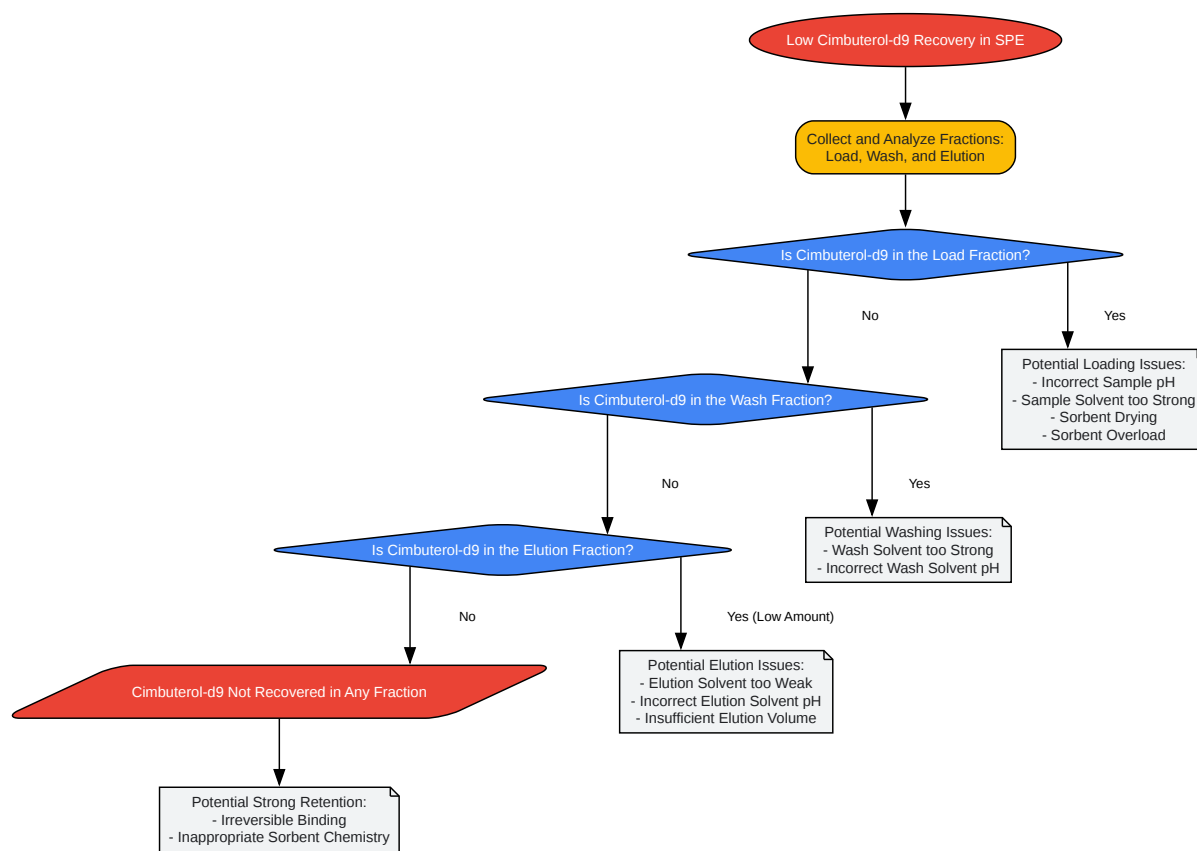 Low Cimbuterol-d9 Recovery in SPE
Collect and Analyze Fractions:
Load, Wash, and Elution
Is Cimbuterol-d9 in the Load Fraction?
No
Yes
Potential Loading Issues:
- Incorrect Sample pH
- Sample Solvent too Strong
- Sorbent Drying
- Sorbent Overload
Is Cimbuterol-d9 in the Wash Fraction?
No
Yes
Potential Washing Issues:
- Wash Solvent too Strong
- Incorrect Wash Solvent pH
Is Cimbuterol-d9 in the Elution Fraction?
No
Yes (Low Amount)
Potential Elution Issues:
- Elution Solvent too Weak
- Incorrect Elution Solvent pH
- Insufficient Elution Volume
Cimbuterol-d9 Not Recovered in Any Fraction
Potential Strong Retention:
- Irreversible Binding
- Inappropriate Sorbent Chemistry